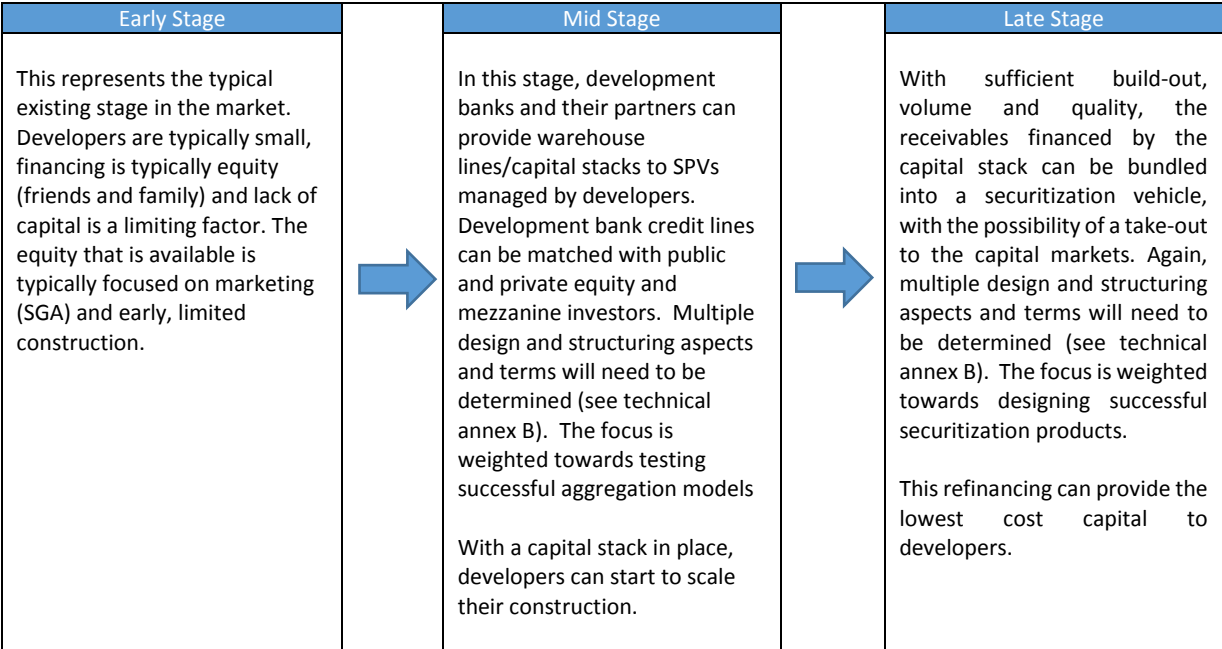 Early Stage
This represents the typical
existing stage in the market.
Developers are typically small,
financing is typically equity
(friends and family) and lack of
capital is a limiting factor. The
equity that is available is
typically focused on marketing
(SGA) and early, limited
construction.
Mid Stage
In this stage, development
banks and their partners can
provide warehouse
lines/capital stacks to SPVs
managed by developers.
Development bank credit lines
can be matched with public
and private equity and
mezzanine investors.  Multiple
design and structuring aspects
and terms will need to be
determined (see technical
annex B).  The focus is
weighted towards testing
successful aggregation models
With a capital stack in place,
developers can start to scale
their construction.
Late Stage
With sufficient build-out,
volume and quality, the
receivables financed by the
capital stack can be bundled
into a securitization vehicle,
with the possibility of a take-out
to the capital markets. Again,
multiple design and structuring
aspects and terms will need to
be determined (see technical
annex B).  The focus is weighted
towards designing successful
securitization products.
This refinancing can provide the
lowest cost capital to
developers.